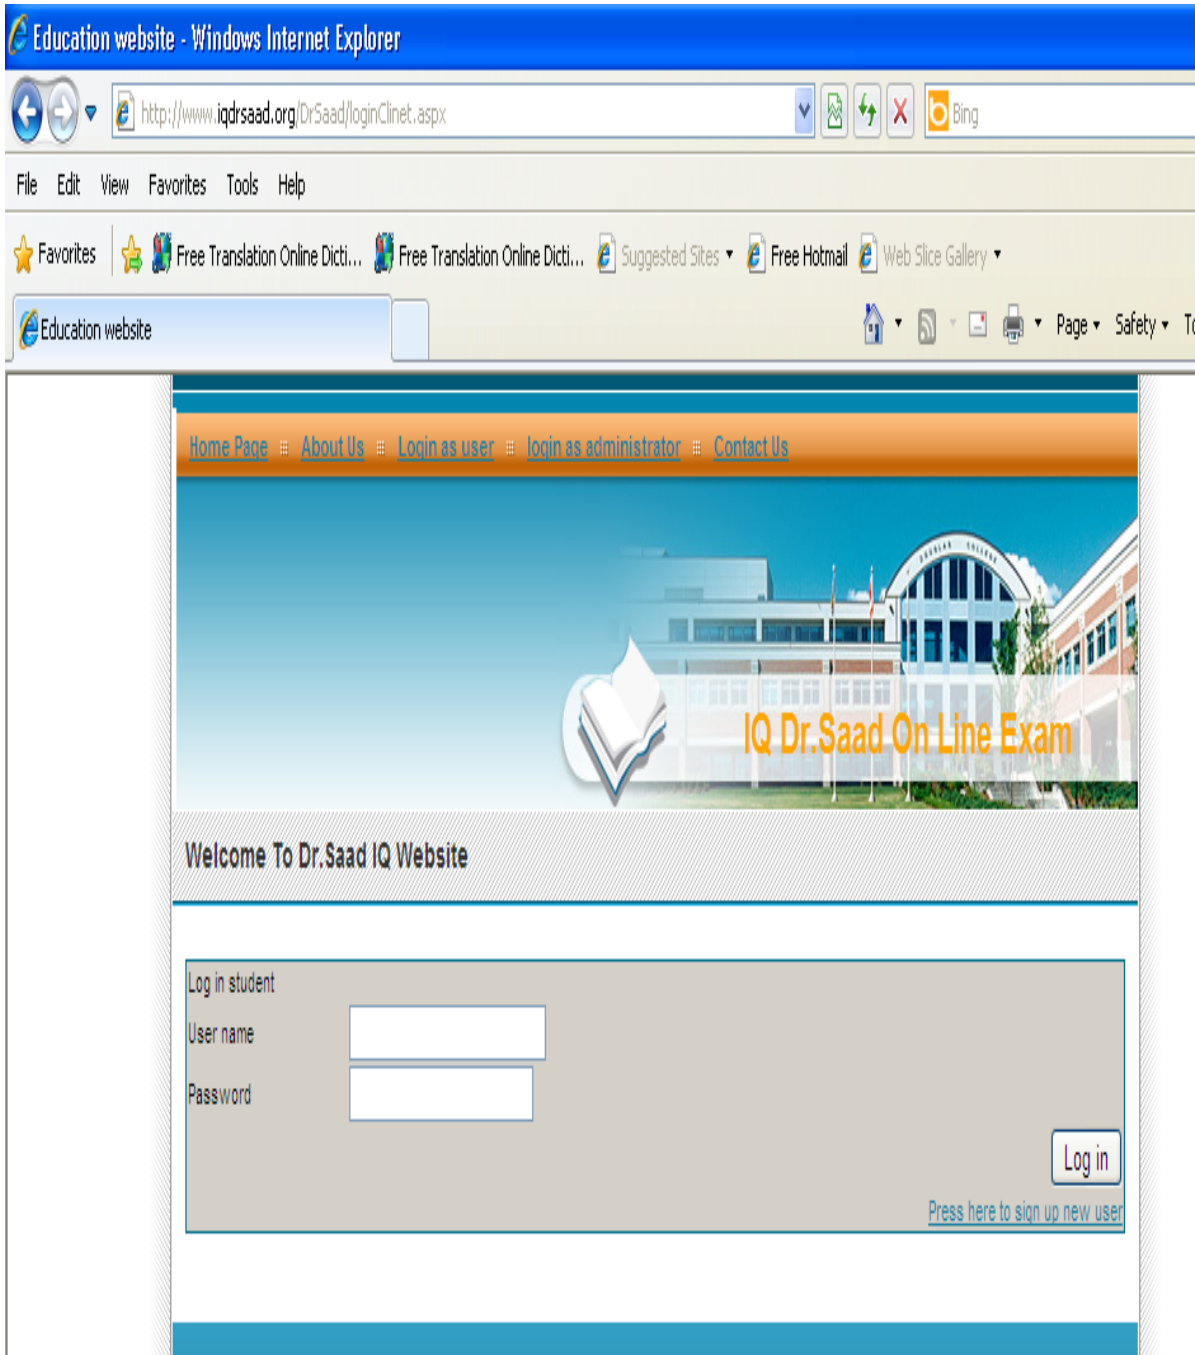 Education website - Windows Internet Explorer
http://www.iqdrsaad.org/DrSaad/loginClinet.aspx
Bing
File Edit View Favorites Tools Help
Favorites Free Translation Online Dicti... Free Translation Online Dicti... Suggested Sites Free Hotmail Web Slice Gallery
Education website Page Safety To
Home Page About Us Login as user login as administrator Contact Us
DOUGLAS COLLEGE
IQ Dr.Saad On Line Exam
Welcome To Dr.Saad IQ Website
Log in student
User name
Password
Log in
Press here to sign up new user